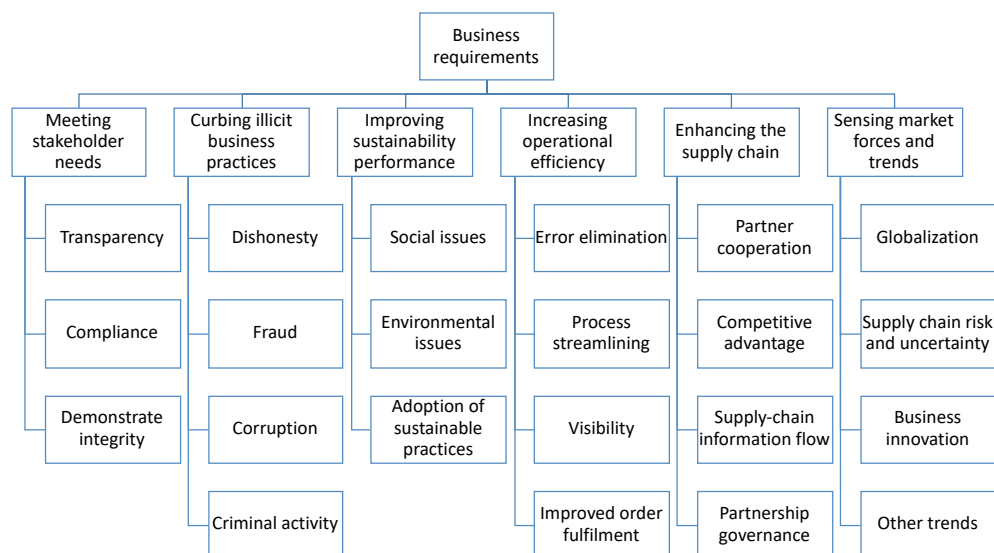 Business
requirements
Meeting
stakeholder
needs
Curbing illicit
business
practices
Improving
sustainability
performance
Increasing
operational
efficiency
Enhancing the
supply chain
Sensing market
forces and
trends
Transparency
Dishonesty
Social issues
Error elimination
Partner
cooperation
Globalization
Compliance
Fraud
Environmental
issues
Process
streamlining
Competitive
advantage
Supply chain risk
and uncertainty
Demonstrate
integrity
Corruption
Adoption of
sustainable
practices
Visibility
Supply-chain
information flow
Business
innovation
Criminal activity
Improved order
fulfilment
Partnership
governance
Other trends